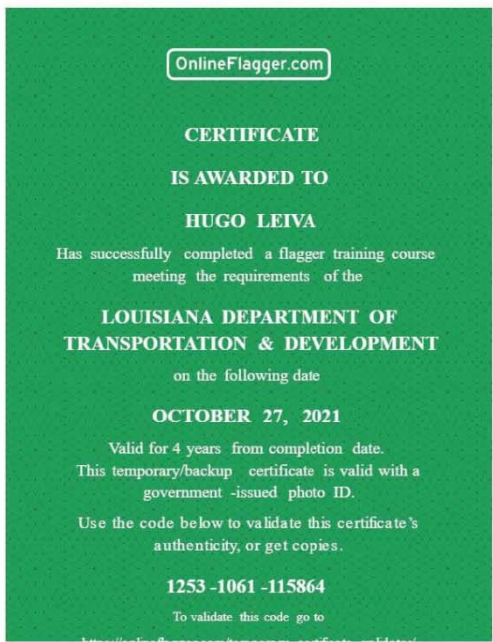 OnlineFlagger.com
CERTIFICATE
IS AWARDED TO
HUGO LEIVA
Has successfully completed a flagger training course
meeting the requirements of the
LOUISIANA DEPARTMENT OF
TRANSPORTATION & DEVELOPMENT
on the following date
OCTOBER 27, 2021
Valid for 4 years from completion date.
This temporary/backup certificate is valid with a
government -issued photo ID.
Use the code below to validate this certificate's
authenticity, or get copies.
1253 -1061 -115864
To validate this code go to